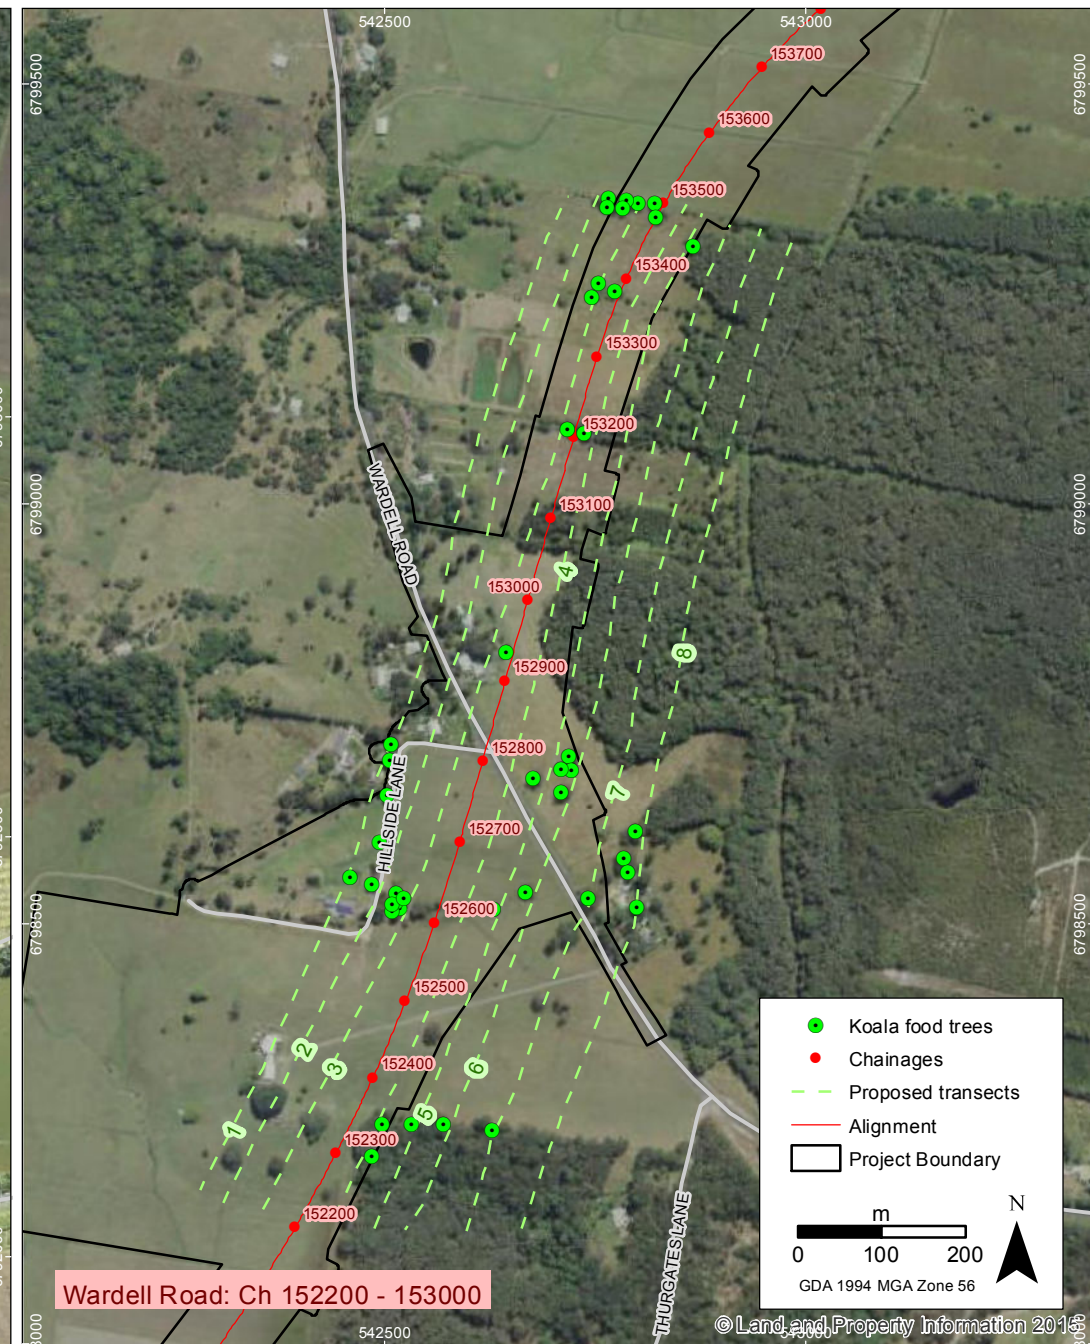 542500
543000
6799500
6799500
153700
153600
153500
153400
153300
153200
153100
6799000
6799000
WARDELL ROAD
4
153000
8
152900
152800
HILLSIDE LANE
7
152700
152600
6798500
6798500
152500
2
3
152400
6
5
1
152300
152200
THURGATES LANE
Koala food trees
Chainages
Proposed transects
Alignment
Project Boundary
m
0 100 200
N
GDA 1994 MGA Zone 56
Wardell Road: Ch 152200 - 153000
542500
543000
© Land and Property Information 2015